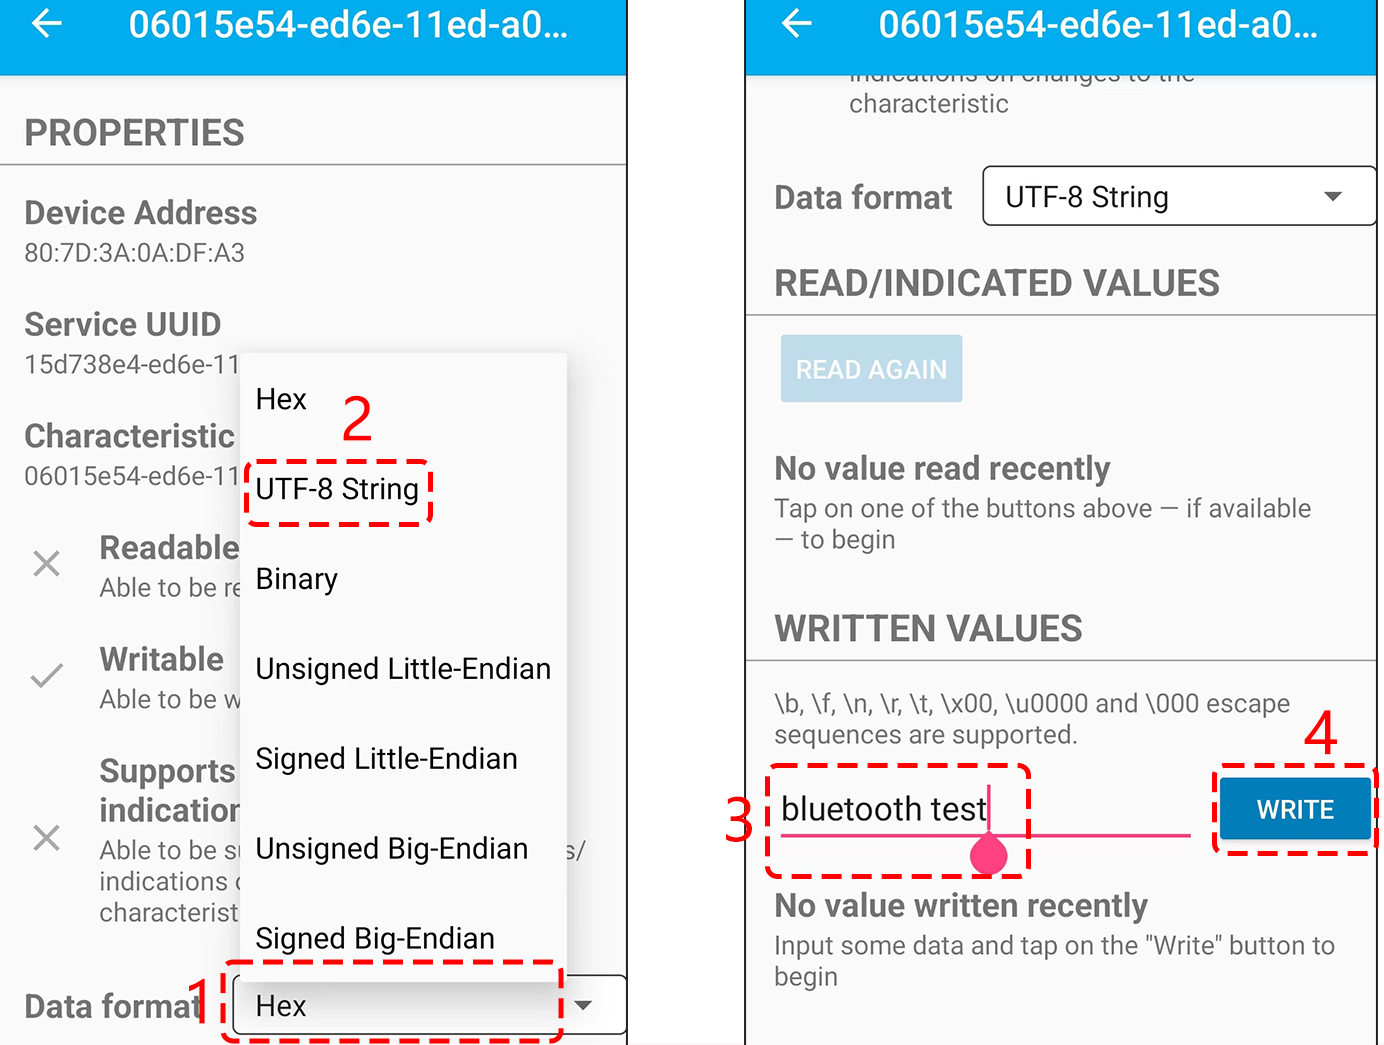 06015e54-ed6e-11ed-a0...
PROPERTIES
Device Address
80:7D:3A:0A:DF:A3
Service UUID
15d738e4-ed6e-11
Characteristic
06015e54-ed6e-11
Readable
Able to be re
Writable
Able to be w
Supports
indication
Able to be su
s/
indications o
characterist
Hex
2
UTF-8 String
Binary
Unsigned Little-Endian
Signed Little-Endian
Unsigned Big-Endian
Signed Big-Endian
Data format
1
Hex
06015e54-ed6e-11ed-a0...
indications on changes to the
characteristic
Data format
UTF-8 String
READ/INDICATED VALUES
READ AGAIN
No value read recently
Tap on one of the buttons above — if available
— to begin
WRITTEN VALUES
\b, \f, \n, \r, \t, \x00, \u0000 and \000 escape
sequences are supported.
3
bluetooth test
4
WRITE
No value written recently
Input some data and tap on the "Write" button to
begin